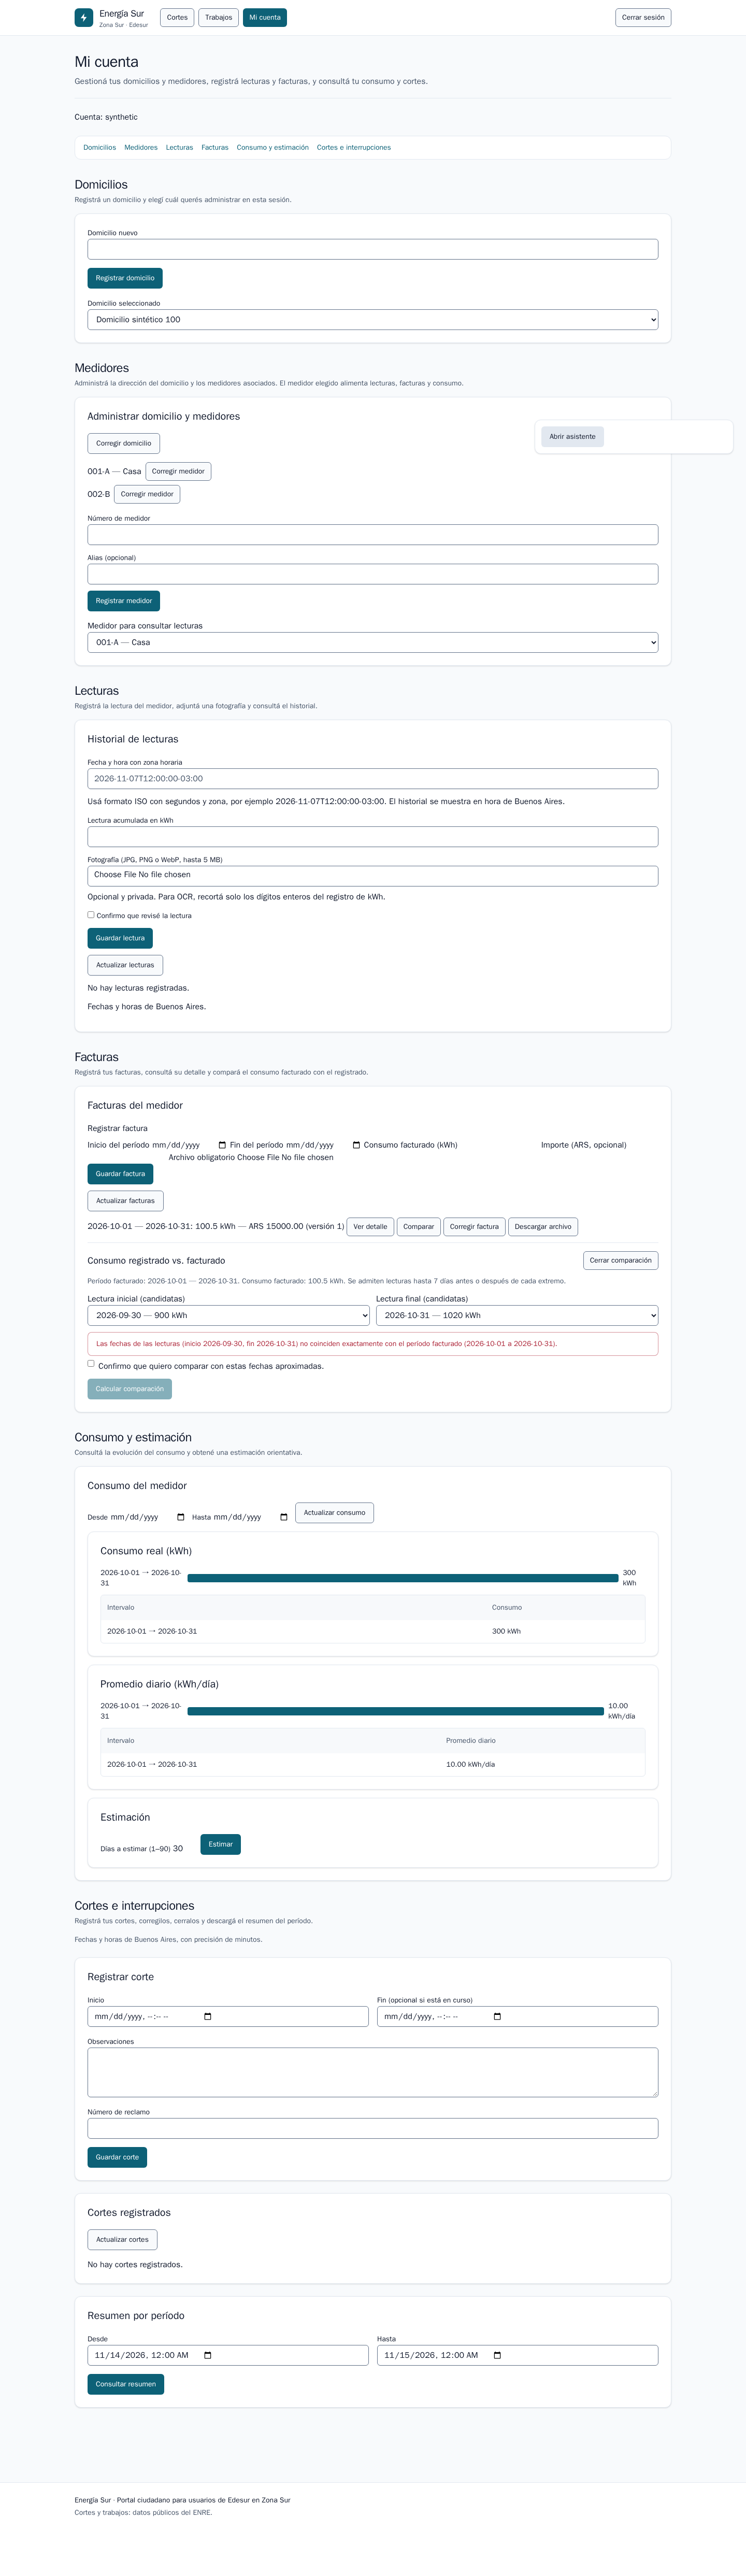 Energía Sur
Zona Sur · Edesur
Cortes
Trabajos
Mi cuenta
Cerrar sesión
Mi cuenta
Gestioná tus domicilios y medidores, registrá lecturas y facturas, y consultá tu consumo y cortes.
Cuenta: synthetic
Domicilios Medidores Lecturas Facturas Consumo y estimación Cortes e interrupciones
Domicilios
Registrá un domicilio y elegí cuál querés administrar en esta sesión.
Domicilio nuevo
Registrar domicilio
Domicilio seleccionado
Domicilio sintético 100
Medidores
Administrá la dirección del domicilio y los medidores asociados. El medidor elegido alimenta lecturas, facturas y consumo.
Administrar domicilio y medidores
Abrir asistente
Corregir domicilio
001-A — Casa Corregir medidor
002-B Corregir medidor
Número de medidor
Alias (opcional)
Registrar medidor
Medidor para consultar lecturas
001-A — Casa
Lecturas
Registrá la lectura del medidor, adjuntá una fotografía y consultá el historial.
Historial de lecturas
Fecha y hora con zona horaria
2026-11-07T12:00:00-03:00
Usá formato ISO con segundos y zona, por ejemplo 2026-11-07T12:00:00-03:00. El historial se muestra en hora de Buenos Aires.
Lectura acumulada en kWh
Fotografía (JPG, PNG o WebP, hasta 5 MB)
Choose File No file chosen
Opcional y privada. Para OCR, recortá solo los dígitos enteros del registro de kWh.
Confirmo que revisé la lectura
Guardar lectura
Actualizar lecturas
No hay lecturas registradas.
Fechas y horas de Buenos Aires.
Facturas
Registrá tus facturas, consultá su detalle y compará el consumo facturado con el registrado.
Facturas del medidor
Registrar factura
Inicio del período mm/dd/yyyy Fin del período mm/dd/yyyy Consumo facturado (kWh) Importe (ARS, opcional)
Archivo obligatorio Choose File No file chosen
Guardar factura
Actualizar facturas
2026-10-01 — 2026-10-31: 100.5 kWh — ARS 15000.00 (versión 1) Ver detalle Comparar Corregir factura Descargar archivo
Consumo registrado vs. facturado
Cerrar comparación
Período facturado: 2026-10-01 — 2026-10-31. Consumo facturado: 100.5 kWh. Se admiten lecturas hasta 7 días antes o después de cada extremo.
Lectura inicial (candidatas) Lectura final (candidatas)
2026-09-30 — 900 kWh 2026-10-31 — 1020 kWh
Las fechas de las lecturas (inicio 2026-09-30, fin 2026-10-31) no coinciden exactamente con el período facturado (2026-10-01 a 2026-10-31).
Confirmo que quiero comparar con estas fechas aproximadas.
Calcular comparación
Consumo y estimación
Consultá la evolución del consumo y obtené una estimación orientativa.
Consumo del medidor
Desde mm/dd/yyyy Hasta mm/dd/yyyy Actualizar consumo
Consumo real (kWh)
2026-10-01 → 2026-10-31
300 kWh
Intervalo Consumo
2026-10-01 → 2026-10-31 300 kWh
Promedio diario (kWh/día)
2026-10-01 → 2026-10-31
10.00 kWh/día
Intervalo Promedio diario
2026-10-01 → 2026-10-31 10.00 kWh/día
Estimación
Días a estimar (1–90) 30 Estimar
Cortes e interrupciones
Registrá tus cortes, corregilos, cerralos y descargá el resumen del período.
Fechas y horas de Buenos Aires, con precisión de minutos.
Registrar corte
Inicio Fin (opcional si está en curso)
mm/dd/yyyy, --:-- -- mm/dd/yyyy, --:-- --
Observaciones
Número de reclamo
Guardar corte
Cortes registrados
Actualizar cortes
No hay cortes registrados.
Resumen por período
Desde Hasta
11/14/2026, 12:00 AM 11/15/2026, 12:00 AM
Consultar resumen
Energía Sur · Portal ciudadano para usuarios de Edesur en Zona Sur
Cortes y trabajos: datos públicos del ENRE.